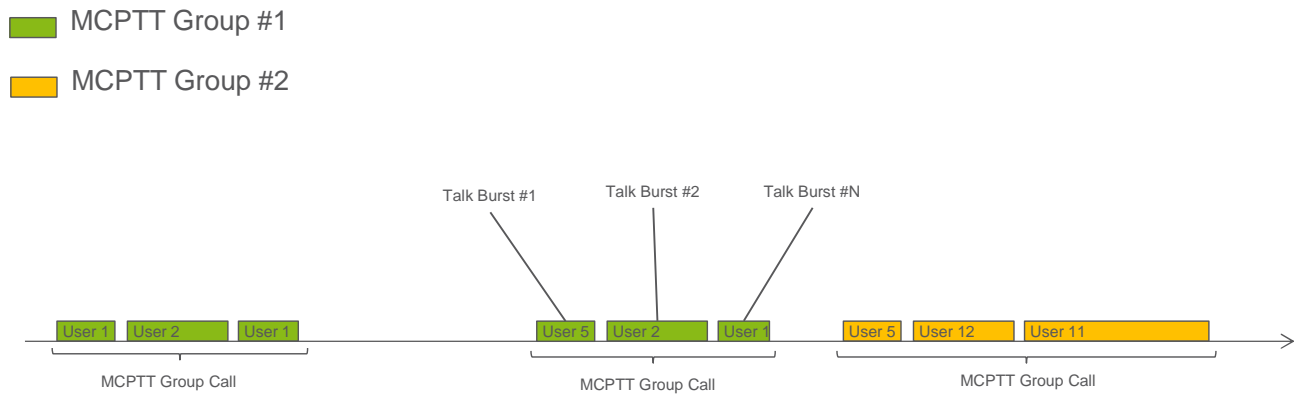 MCPTT Group #1
MCPTT Group #2
Talk Burst #1
Talk Burst #2
Talk Burst #N
User 1
User 2
User 1
User 5
User 2
User 1
User 5
User 12
User 11
MCPTT Group Call
MCPTT Group Call
MCPTT Group Call